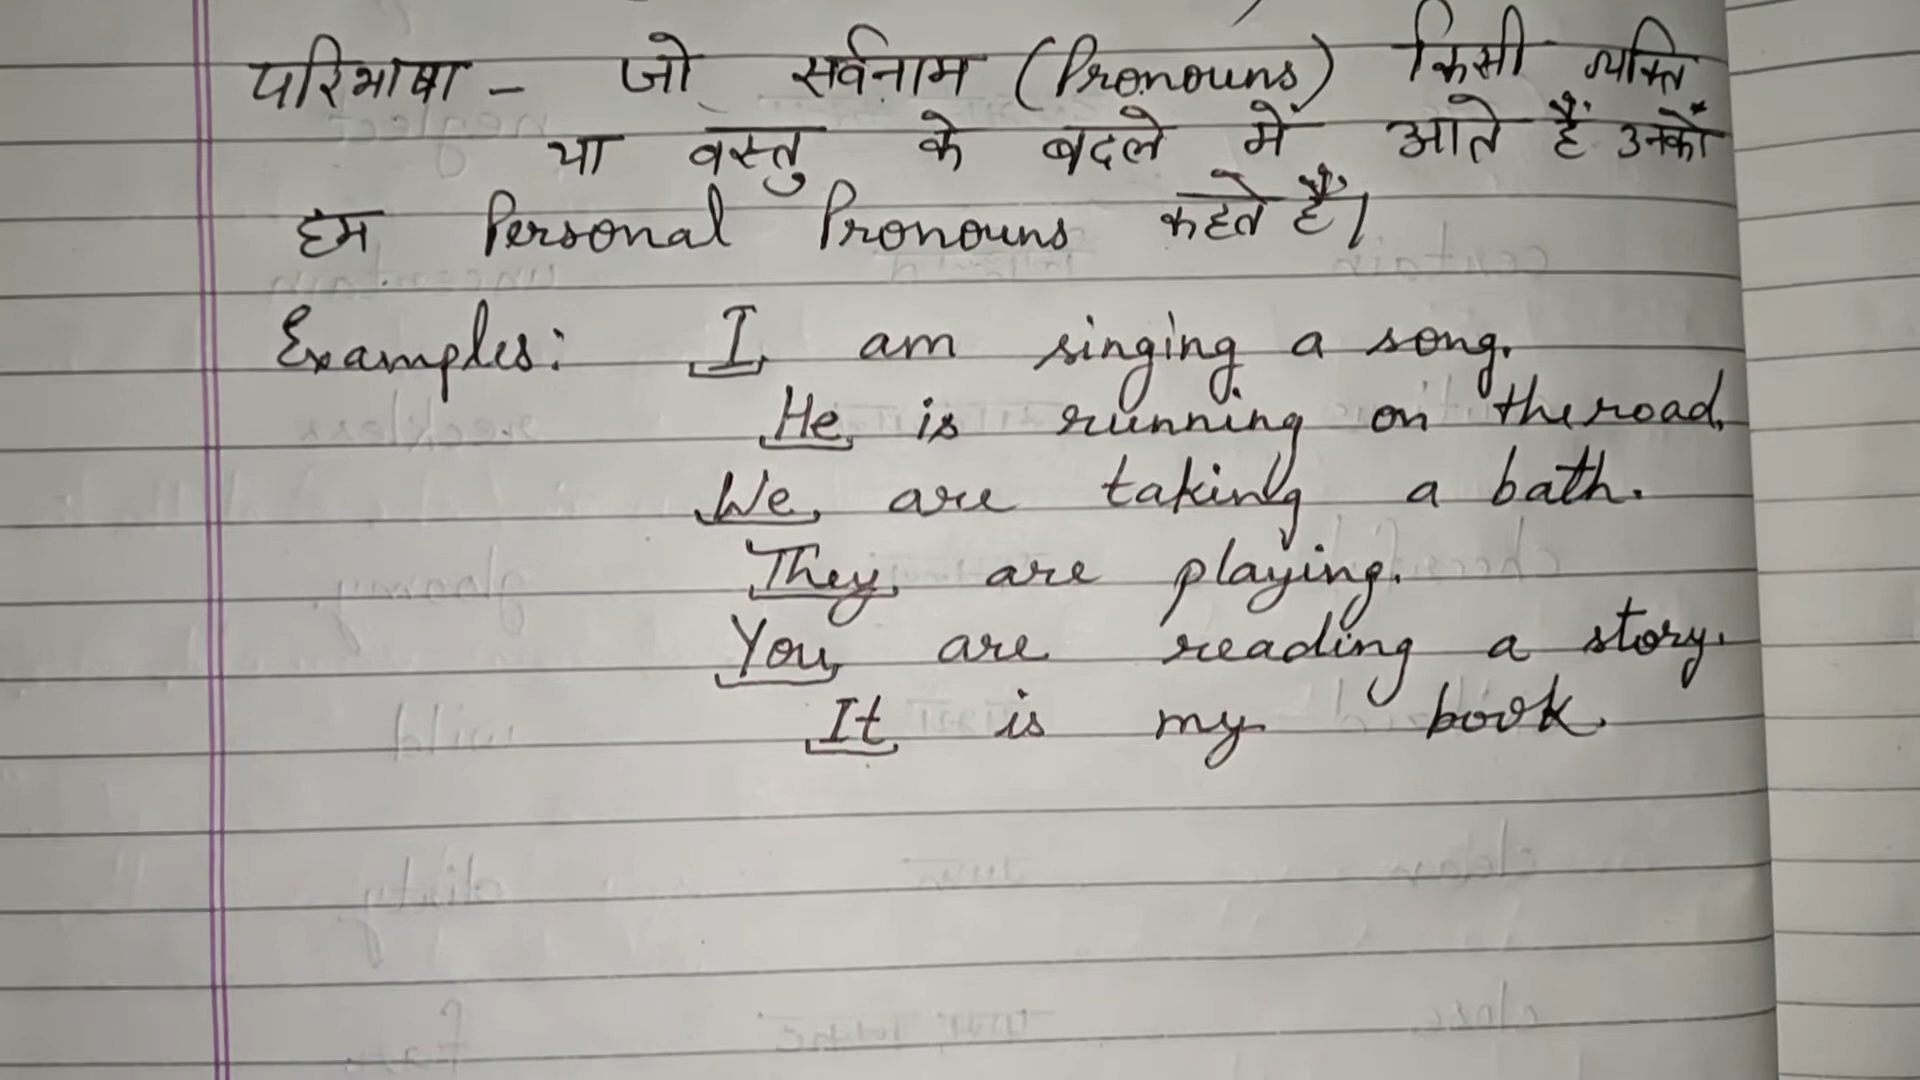 परिभाषा - जो सर्वनाम (Pronouns) किसी व्यक्ति
या वस्तु के बदले में आते हैं उनको
हम Personal Pronouns कहते हैं।
Examples: I am singing a song.
He is running on the road.
We are taking a bath.
They are playing.
You are reading a story.
It is my book.